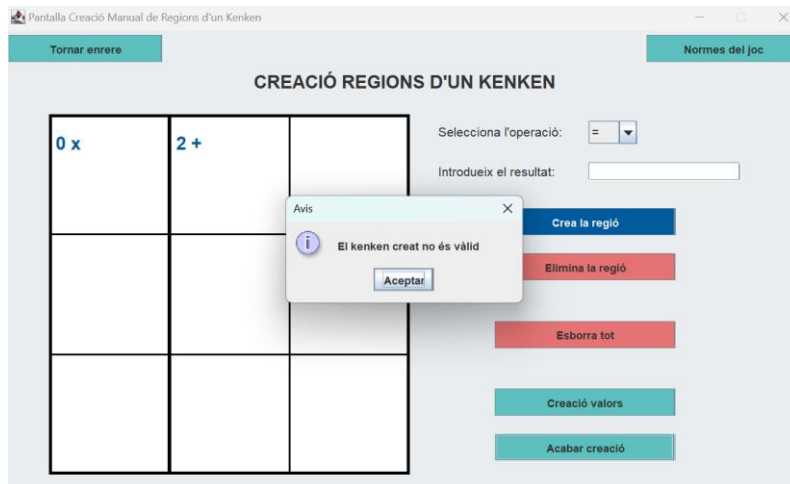 Pantalla Creació Manual de Regions d'un Kenken
Tornar enrere
Normes del joc
CREACIÓ REGIONS D'UN KENKEN
0 x
2 +
Selecciona l'operació:
=
Introdueix el resultat:
Avis
El kenken creat no és vàlid
Aceptar
Crea la regió
Elimina la regió
Esborra tot
Creació valors
Acabar creació